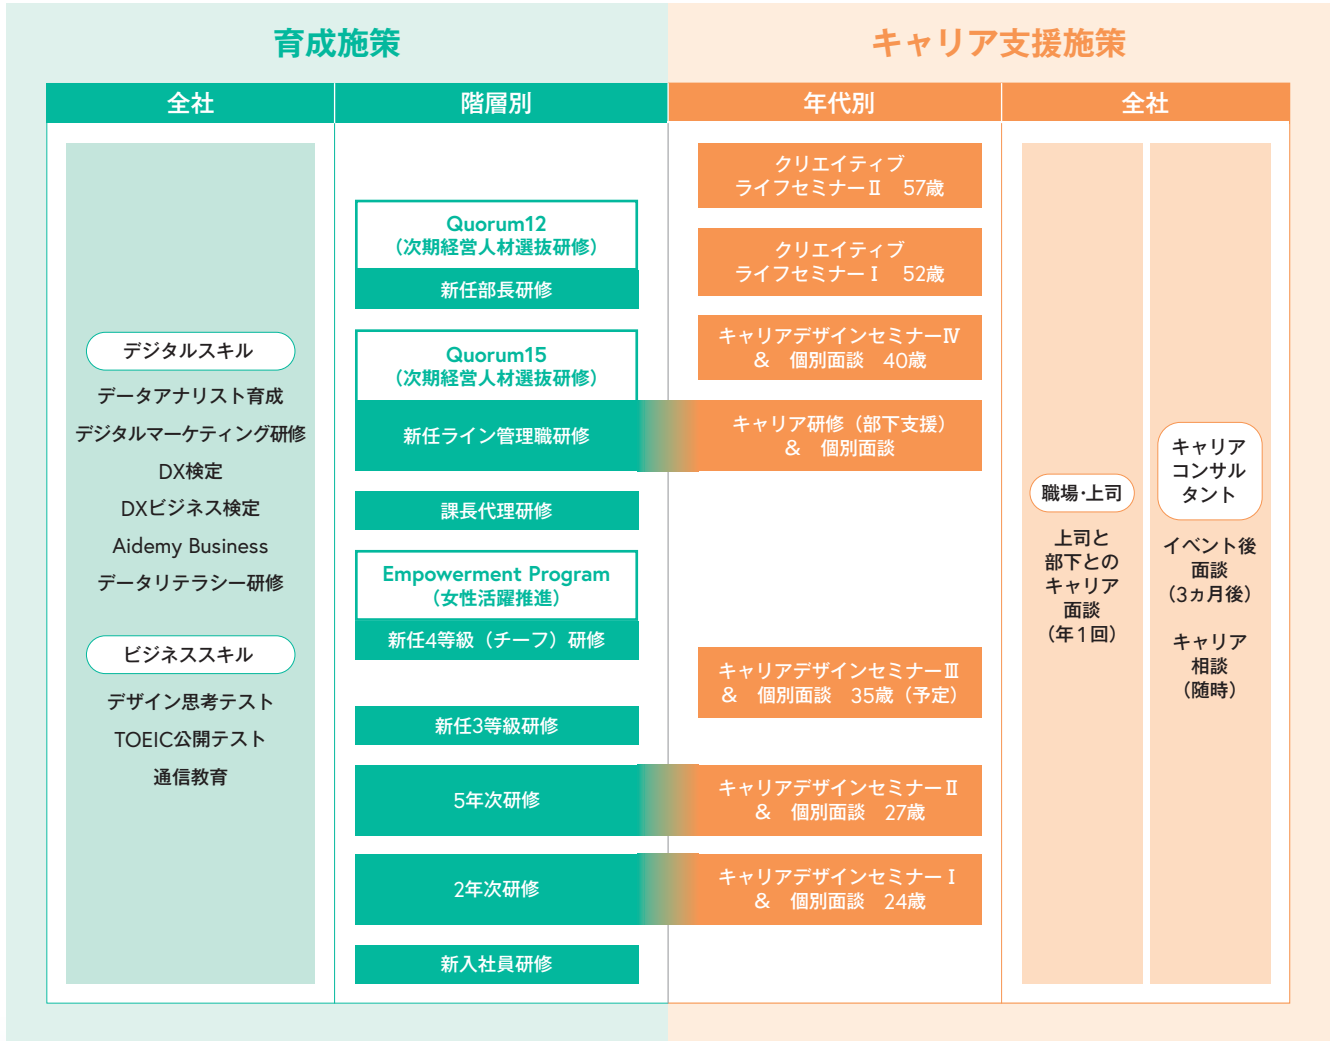 育成施策
キャリア支援施策
全社
階層別
年代別
全社
デジタルスキル
データアナリスト育成
デジタルマーケティング研修
DX検定
DXビジネス検定
Aidemy Business
データリテラシー研修
ビジネススキル
デザイン思考テスト
TOEIC公開テスト
通信教育
Quorum12
（次期経営人材選抜研修）
新任部長研修
Quorum15
（次期経営人材選抜研修）
新任ライン管理職研修
課長代理研修
Empowerment Program
（女性活躍推進）
新任4等級（チーフ）研修
新任3等級研修
5年次研修
2年次研修
新入社員研修
クリエイティブ
ライフセミナーⅡ　57歳
クリエイティブ
ライフセミナーⅠ　52歳
キャリアデザインセミナーⅣ
＆　個別面談　40歳
キャリア研修（部下支援）
＆　個別面談
キャリアデザインセミナーⅢ
＆　個別面談　35歳（予定）
キャリアデザインセミナーⅡ
＆　個別面談　27歳
キャリアデザインセミナーⅠ
＆　個別面談　24歳
職場・上司
上司と
部下との
キャリア
面談
（年1回）
キャリア
コンサル
タント
イベント後
面談
（3ヵ月後）
キャリア
相談
（随時）